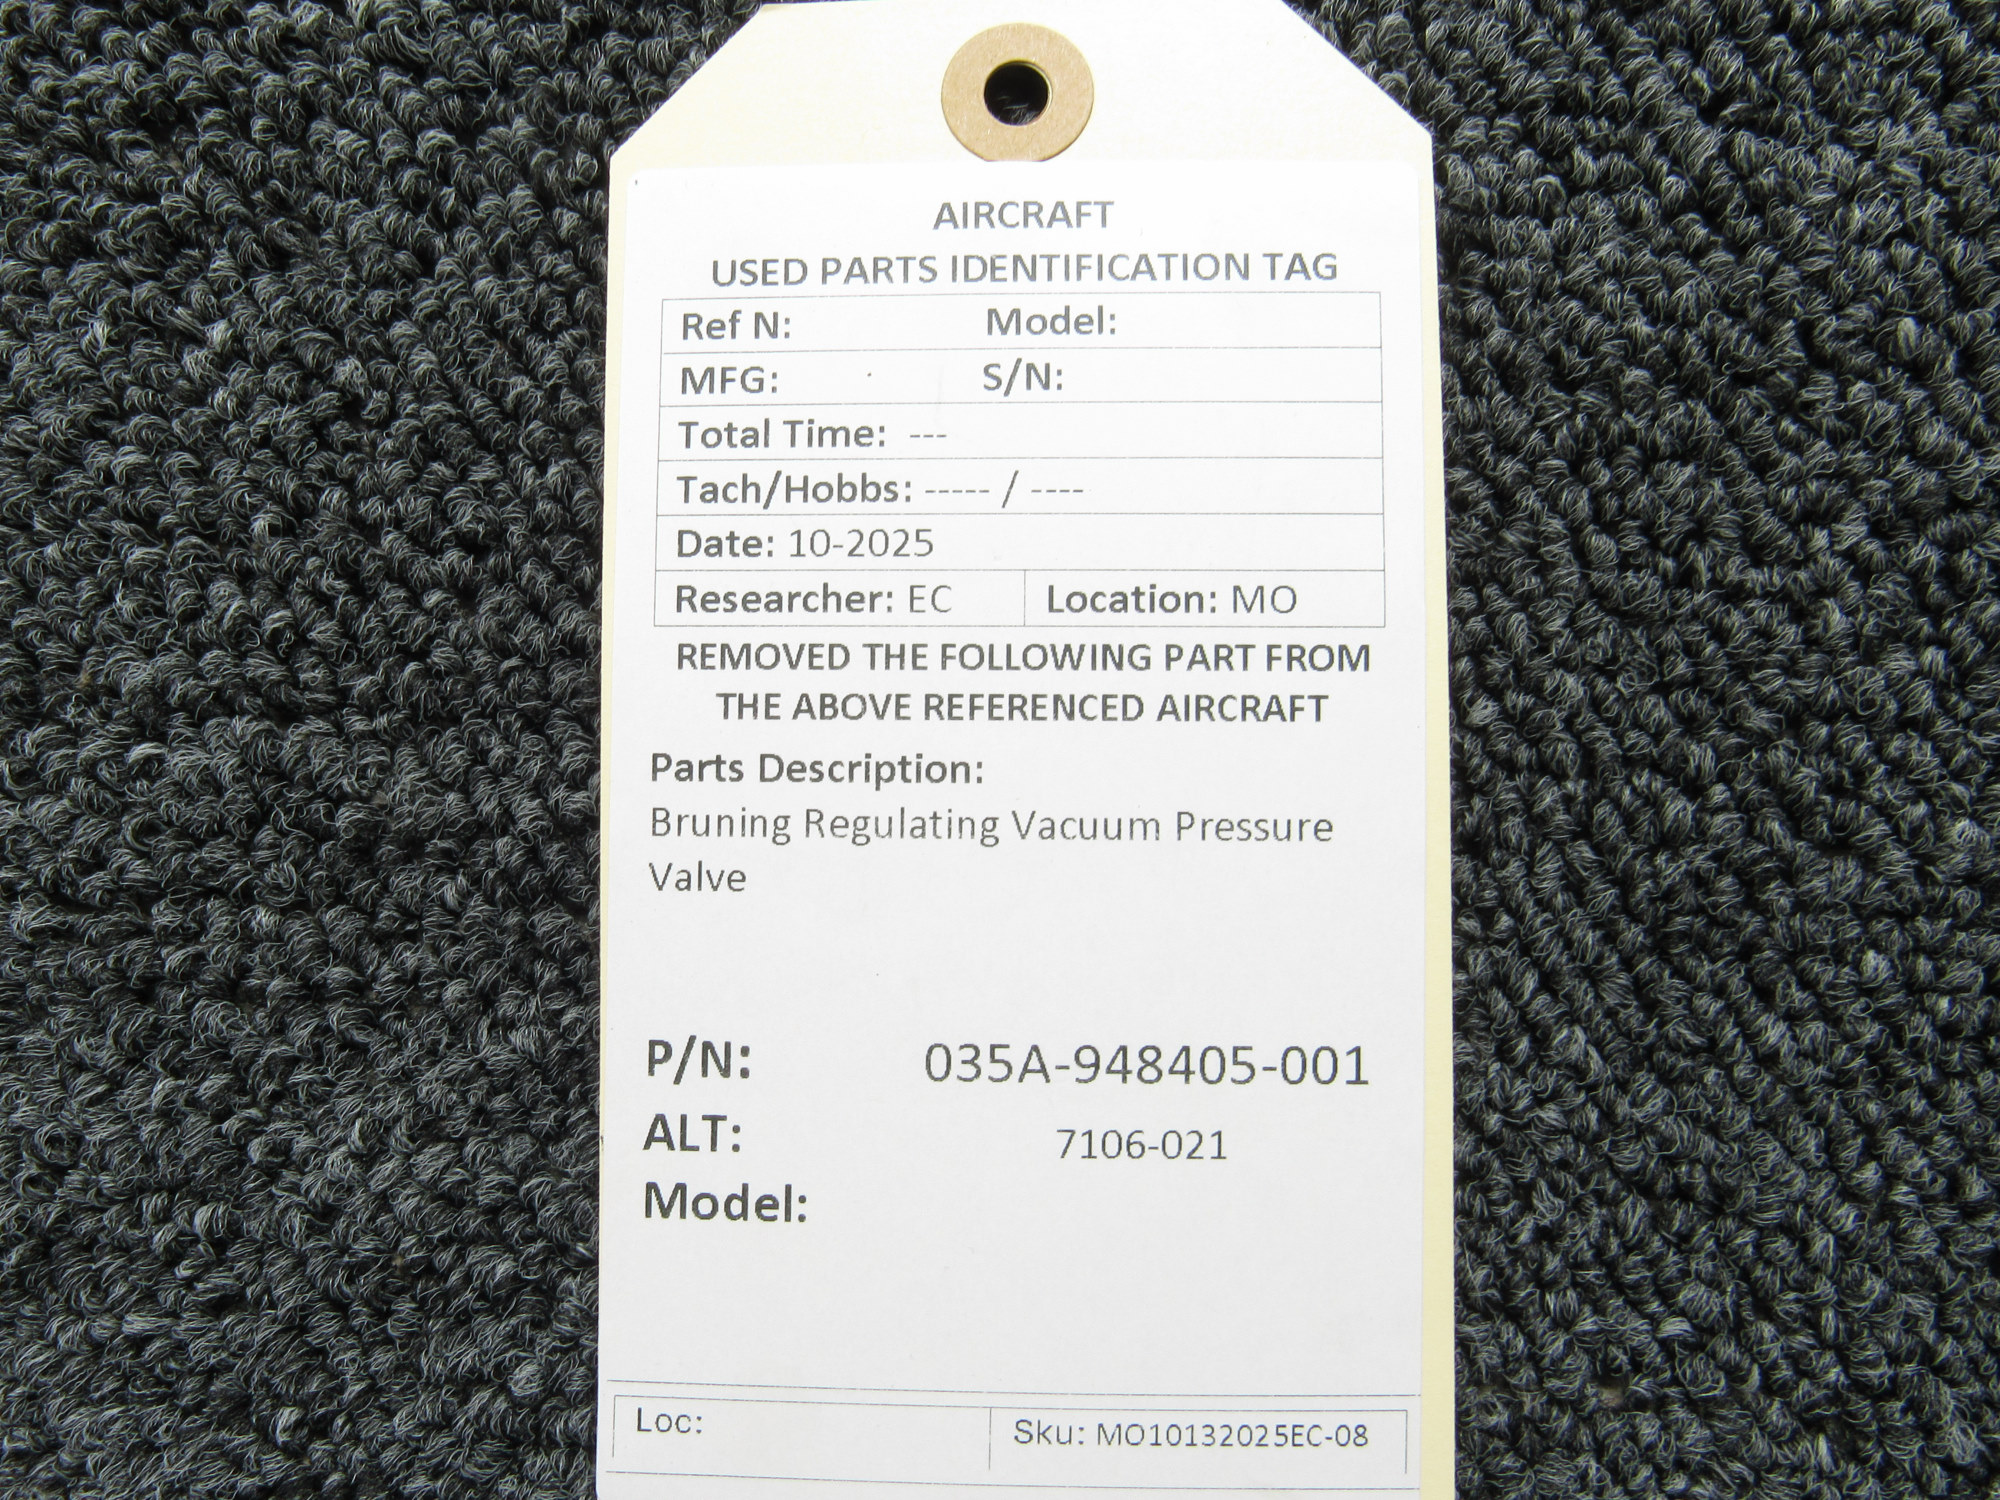 AIRCRAFT
USED PARTS IDENTIFICATION TAG
Ref N: Model:
MFG: S/N:
Total Time: ---
Tach/Hobbs: ----- / ----
Date: 10-2025
Researcher: EC Location: MO
REMOVED THE FOLLOWING PART FROM
THE ABOVE REFERENCED AIRCRAFT
Parts Description:
Bruning Regulating Vacuum Pressure
Valve
P/N: 035A-948405-001
ALT: 7106-021
Model:
Loc: Sku: MO10132025EC-08